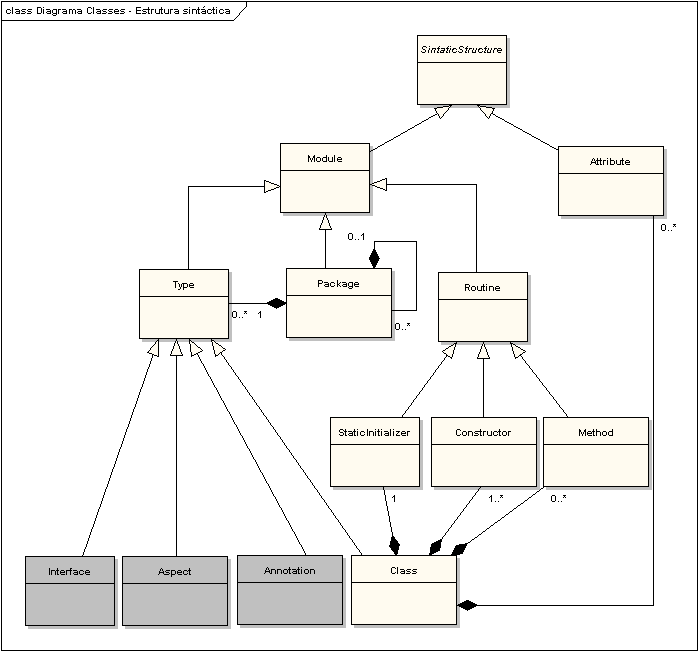 class Diagrama Classes - Estrutura sintáctica
SintaticStructure
Module
Attribute
0..*
0..1
Type
Package
Routine
0..* 1
0..*
StaticInitializer
Constructor
Method
1
1..*
0..*
Interface
Aspect
Annotation
Class